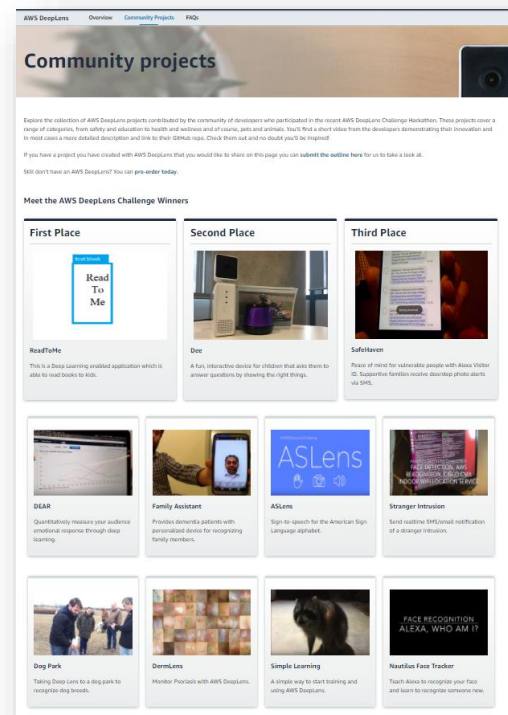 AWS DeepLens Overview Community Projects FAQs
Community projects
Explore the collection of AWS DeepLens projects contributed by the community of developers who participated in the recent AWS DeepLens Challenge Hackathon. These projects cover a
range of categories, from safety and education to health and wellness and of course, pets and animals. You'll find a short video from the developers demonstrating their innovation and
in most cases a more detailed description and link to their GitHub repo. Check them out and no doubt you'll be inspired!
If you have a project you have created with AWS DeepLens that you would like to share on this page you can submit the outline here for us to take a look at.
Still don't have an AWS DeepLens? You can pre-order today.
Meet the AWS DeepLens Challenge Winners
First Place
Read
To
Me
ReadToMe
This is a Deep Learning enabled application which is
able to read books to kids.
Second Place
Dee
A fun, interactive device for children that asks them to
answer questions by showing the right things.
Third Place
SafeHaven
Peace of mind for vulnerable people with Alexa Visitor
ID. Supportive families receive doorstep photo alerts
via SMS.
DEAR
Quantitatively measure your audience
emotional response through deep
learning.
Family Assistant
Provides dementia patients with
personalized device for recognizing
family members.
ASLens
ASLens
Sign-to-speech for the American Sign
Language alphabet.
FACE DETECTION, AWS
REKOGNITION, CISCO CMX
INDOOR WIFI LOCATION SERVICE
Stranger Intrusion
Send realtime SMS/email notification
of a stranger intrusion.
Dog Park
Taking Deep Lens to a dog park to
recognize dog breeds.
DermLens
Monitor Psoriasis with AWS DeepLens.
Simple Learning
A simple way to start training and
using AWS DeepLens.
FACE RECOGNITION
ALEXA, WHO AM I?
Nautilus Face Tracker
Teach Alexa to recognize your face
and learn to recognize someone new.